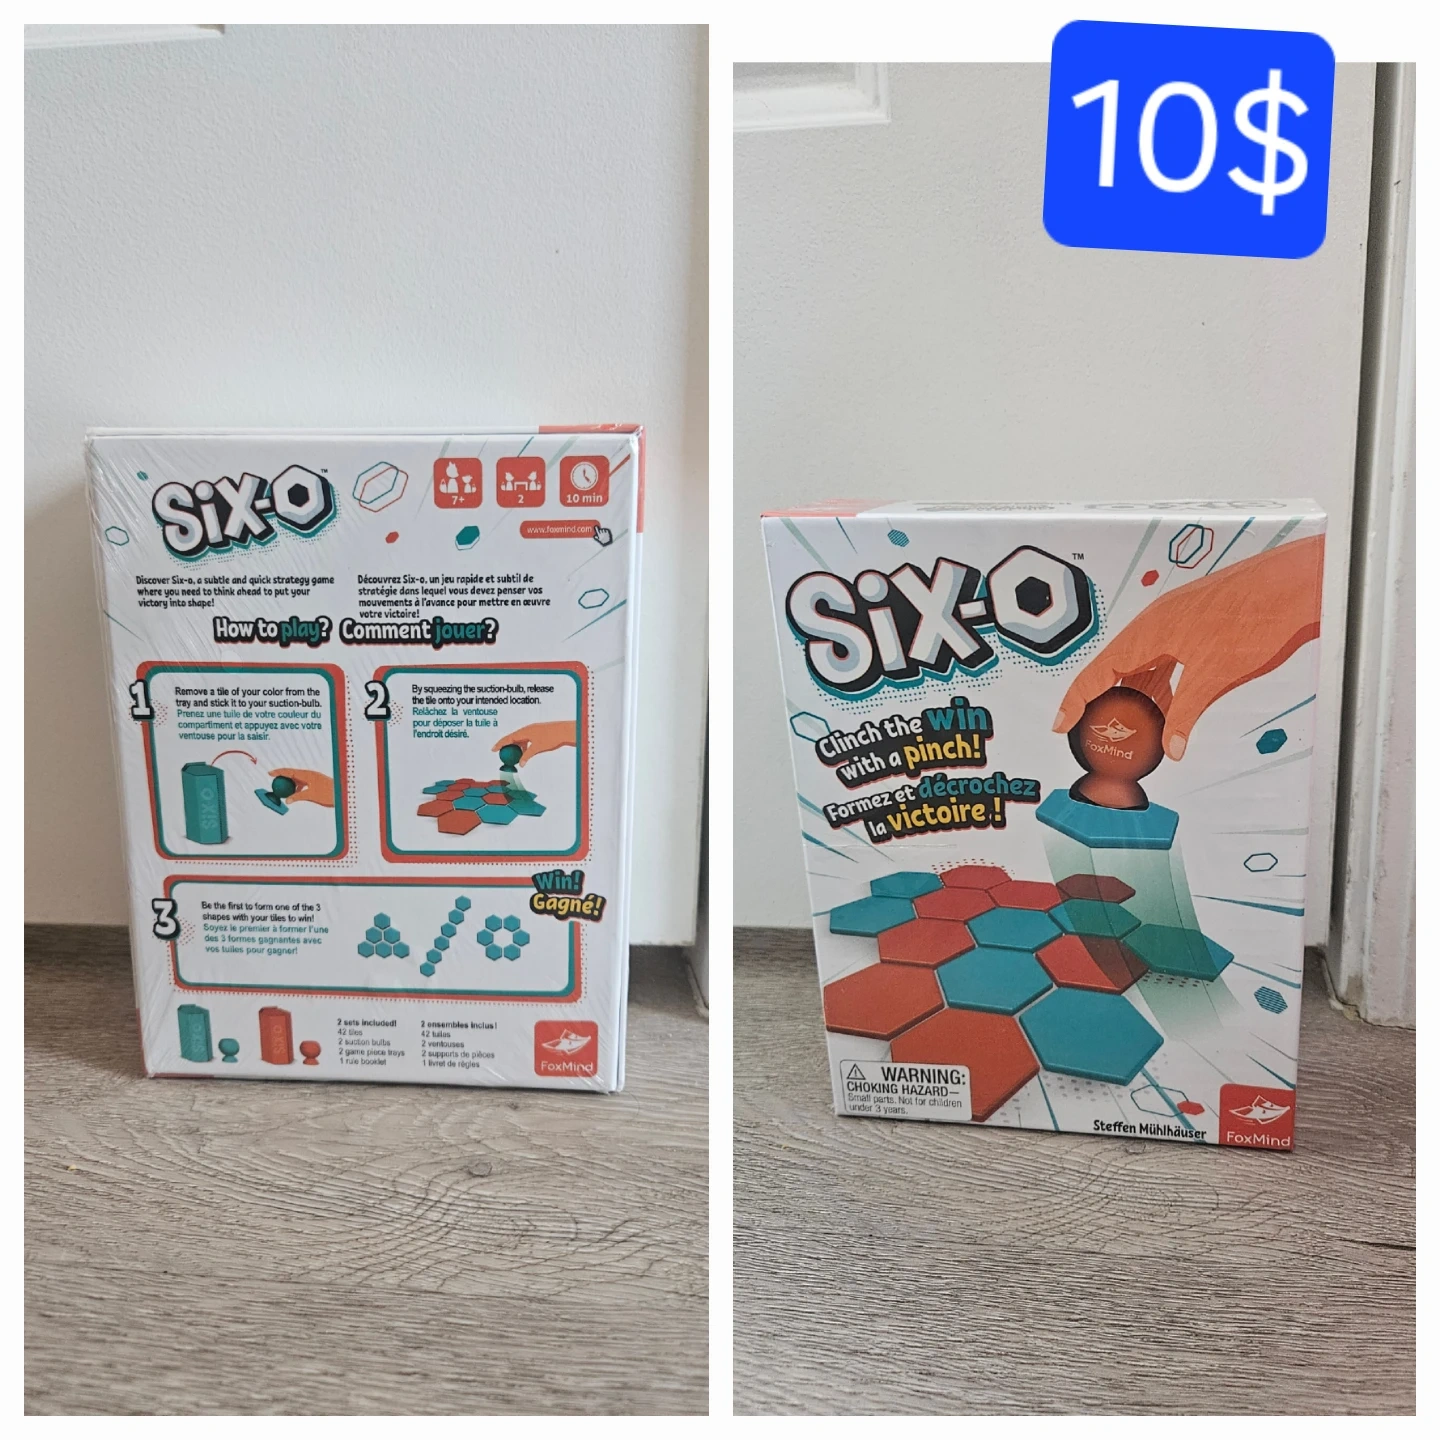 SiX-O™
7+
2
10 min
www.foxmind.com
Discover Six-o, a subtle and quick strategy game
where you need to think ahead to put your
victory into shape!
Découvrez Six-o, un jeu rapide et subtil de
stratégie dans lequel vous devez penser vos
mouvements à l'avance pour mettre en œuvre
votre victoire!
How to play? Comment jouer?
1
Remove a tile of your color from the
tray and stick it to your suction-bulb.
Prenez une tuile de votre couleur du
compartiment et appuyez avec votre
ventouse pour la saisir.
SIX-O
2
By squeezing the suction-bulb, release
the tile onto your intended location.
Relâchez la ventouse
pour déposer la tuile à
l'endroit désiré.
3
Be the first to form one of the 3
shapes with your tiles to win!
Soyez le premier à former l'une
des 3 formes gagnantes avec
vos tuiles pour gagner!
Win!
Gagné!
SIX-O
SIX-O
2 sets included!
42 tiles
2 suction bulbs
2 game piece trays
1 rule booklet
2 ensembles inclus!
42 tuiles
2 ventouses
2 supports de pièces
1 livret de règles
FoxMind
10$
SiX-O™
Clinch the win
with a pinch!
Formez et décrochez
la victoire !
FoxMind
WARNING:
CHOKING HAZARD—
Small parts. Not for children
under 3 years.
Steffen Mühlhäuser
FoxMind